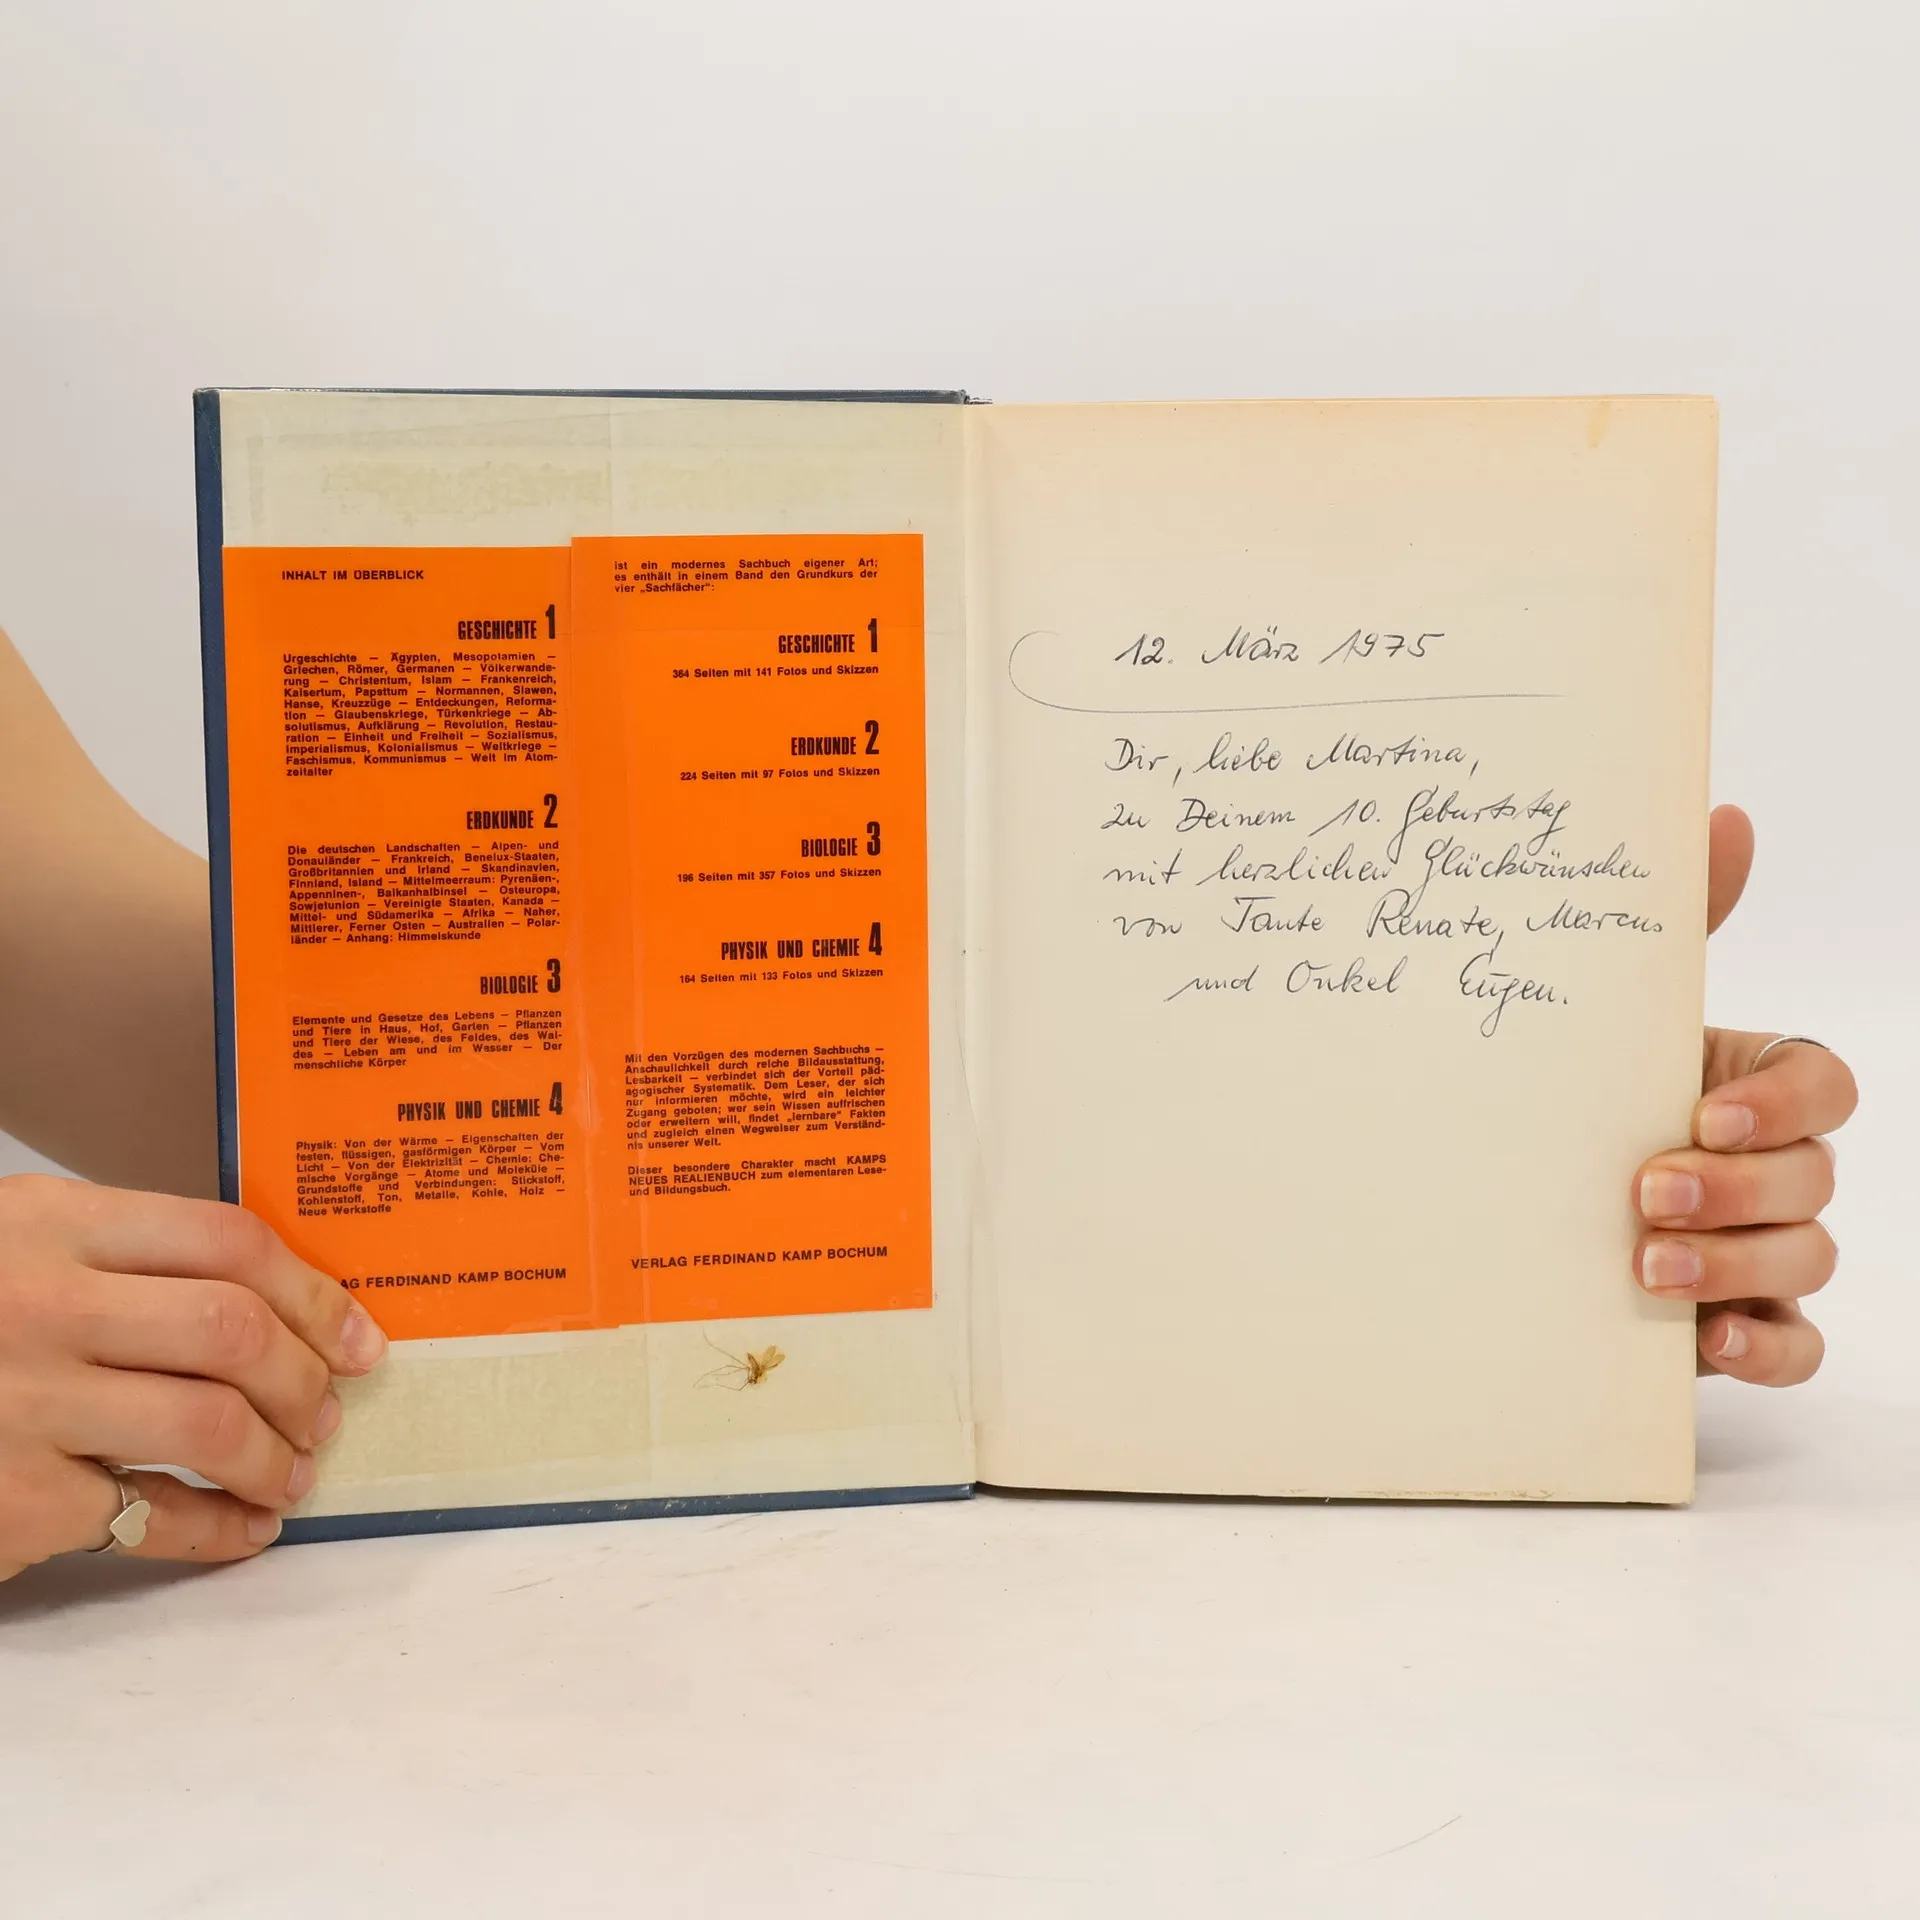 INHALT IM ÜBERBLICK
GESCHICHTE 1
Urgeschichte — Ägypten, Mesopotamien —
Griechen, Römer, Germanen — Völkerwande-
rung — Christentum, Islam — Frankenreich,
Kaisertum, Papsttum — Normannen, Slawen,
Hanse, Kreuzzüge — Entdeckungen, Reforma-
tion — Glaubenskriege, Türkenkriege — Ab-
solutismus, Aufklärung — Revolution, Restau-
ration — Einheit und Freiheit — Sozialismus,
Imperialismus, Kolonialismus — Weltkriege —
Faschismus, Kommunismus — Welt im Atom-
zeitalter
ERDKUNDE 2
Die deutschen Landschaften — Alpen- und
Donauländer — Frankreich, Benelux-Staaten,
Großbritannien und Irland — Skandinavien,
Finnland, Island — Mittelmeerraum: Pyrenäen-,
Appenninen-, Balkanhalbinsel — Osteuropa,
Sowjetunion — Vereinigte Staaten, Kanada —
Mittel- und Südamerika — Afrika — Naher,
Mittlerer, Ferner Osten — Australien — Polar-
länder — Anhang: Himmelskunde
BIOLOGIE 3
Elemente und Gesetze des Lebens — Pflanzen
und Tiere in Haus, Hof, Garten — Pflanzen
und Tiere der Wiese, des Feldes, des Wal-
des — Leben am und im Wasser — Der
menschliche Körper
PHYSIK UND CHEMIE 4
Physik: Von der Wärme — Eigenschaften der
festen, flüssigen, gasförmigen Körper — Vom
Licht — Von der Elektrizität — Chemie: Che-
mische Vorgänge — Atome und Moleküle —
Grundstoffe und Verbindungen: Stickstoff,
Kohlenstoff, Ton, Metalle, Kohle, Holz —
Neue Werkstoffe
AG FERDINAND KAMP BOCHUM
ist ein modernes Sachbuch eigener Art;
es enthält in einem Band den Grundkurs der
vier „Sachfächer“:
GESCHICHTE 1
364 Seiten mit 141 Fotos und Skizzen
ERDKUNDE 2
224 Seiten mit 97 Fotos und Skizzen
BIOLOGIE 3
196 Seiten mit 357 Fotos und Skizzen
PHYSIK UND CHEMIE 4
164 Seiten mit 133 Fotos und Skizzen
Mit den Vorzügen des modernen Sachbuchs —
Anschaulichkeit durch reiche Bildausstattung,
Lesbarkeit — verbindet sich der Vorteil päd-
agogischer Systematik. Dem Leser, der sich
nur informieren möchte, wird ein leichter
Zugang geboten; wer sein Wissen auffrischen
oder erweitern will, findet „lernbare“ Fakten
und zugleich einen Wegweiser zum Verständ-
nis unserer Welt.
Dieser besondere Charakter macht KAMPS
NEUES REALIENBUCH zum elementaren Lese-
und Bildungsbuch.
VERLAG FERDINAND KAMP BOCHUM
12. März 1975
Dir, liebe Martina,
zu Deinem 10. Geburtstag
mit herzlichen Glückwünschen
von Tante Renate, Marcus
und Onkel Eugen.